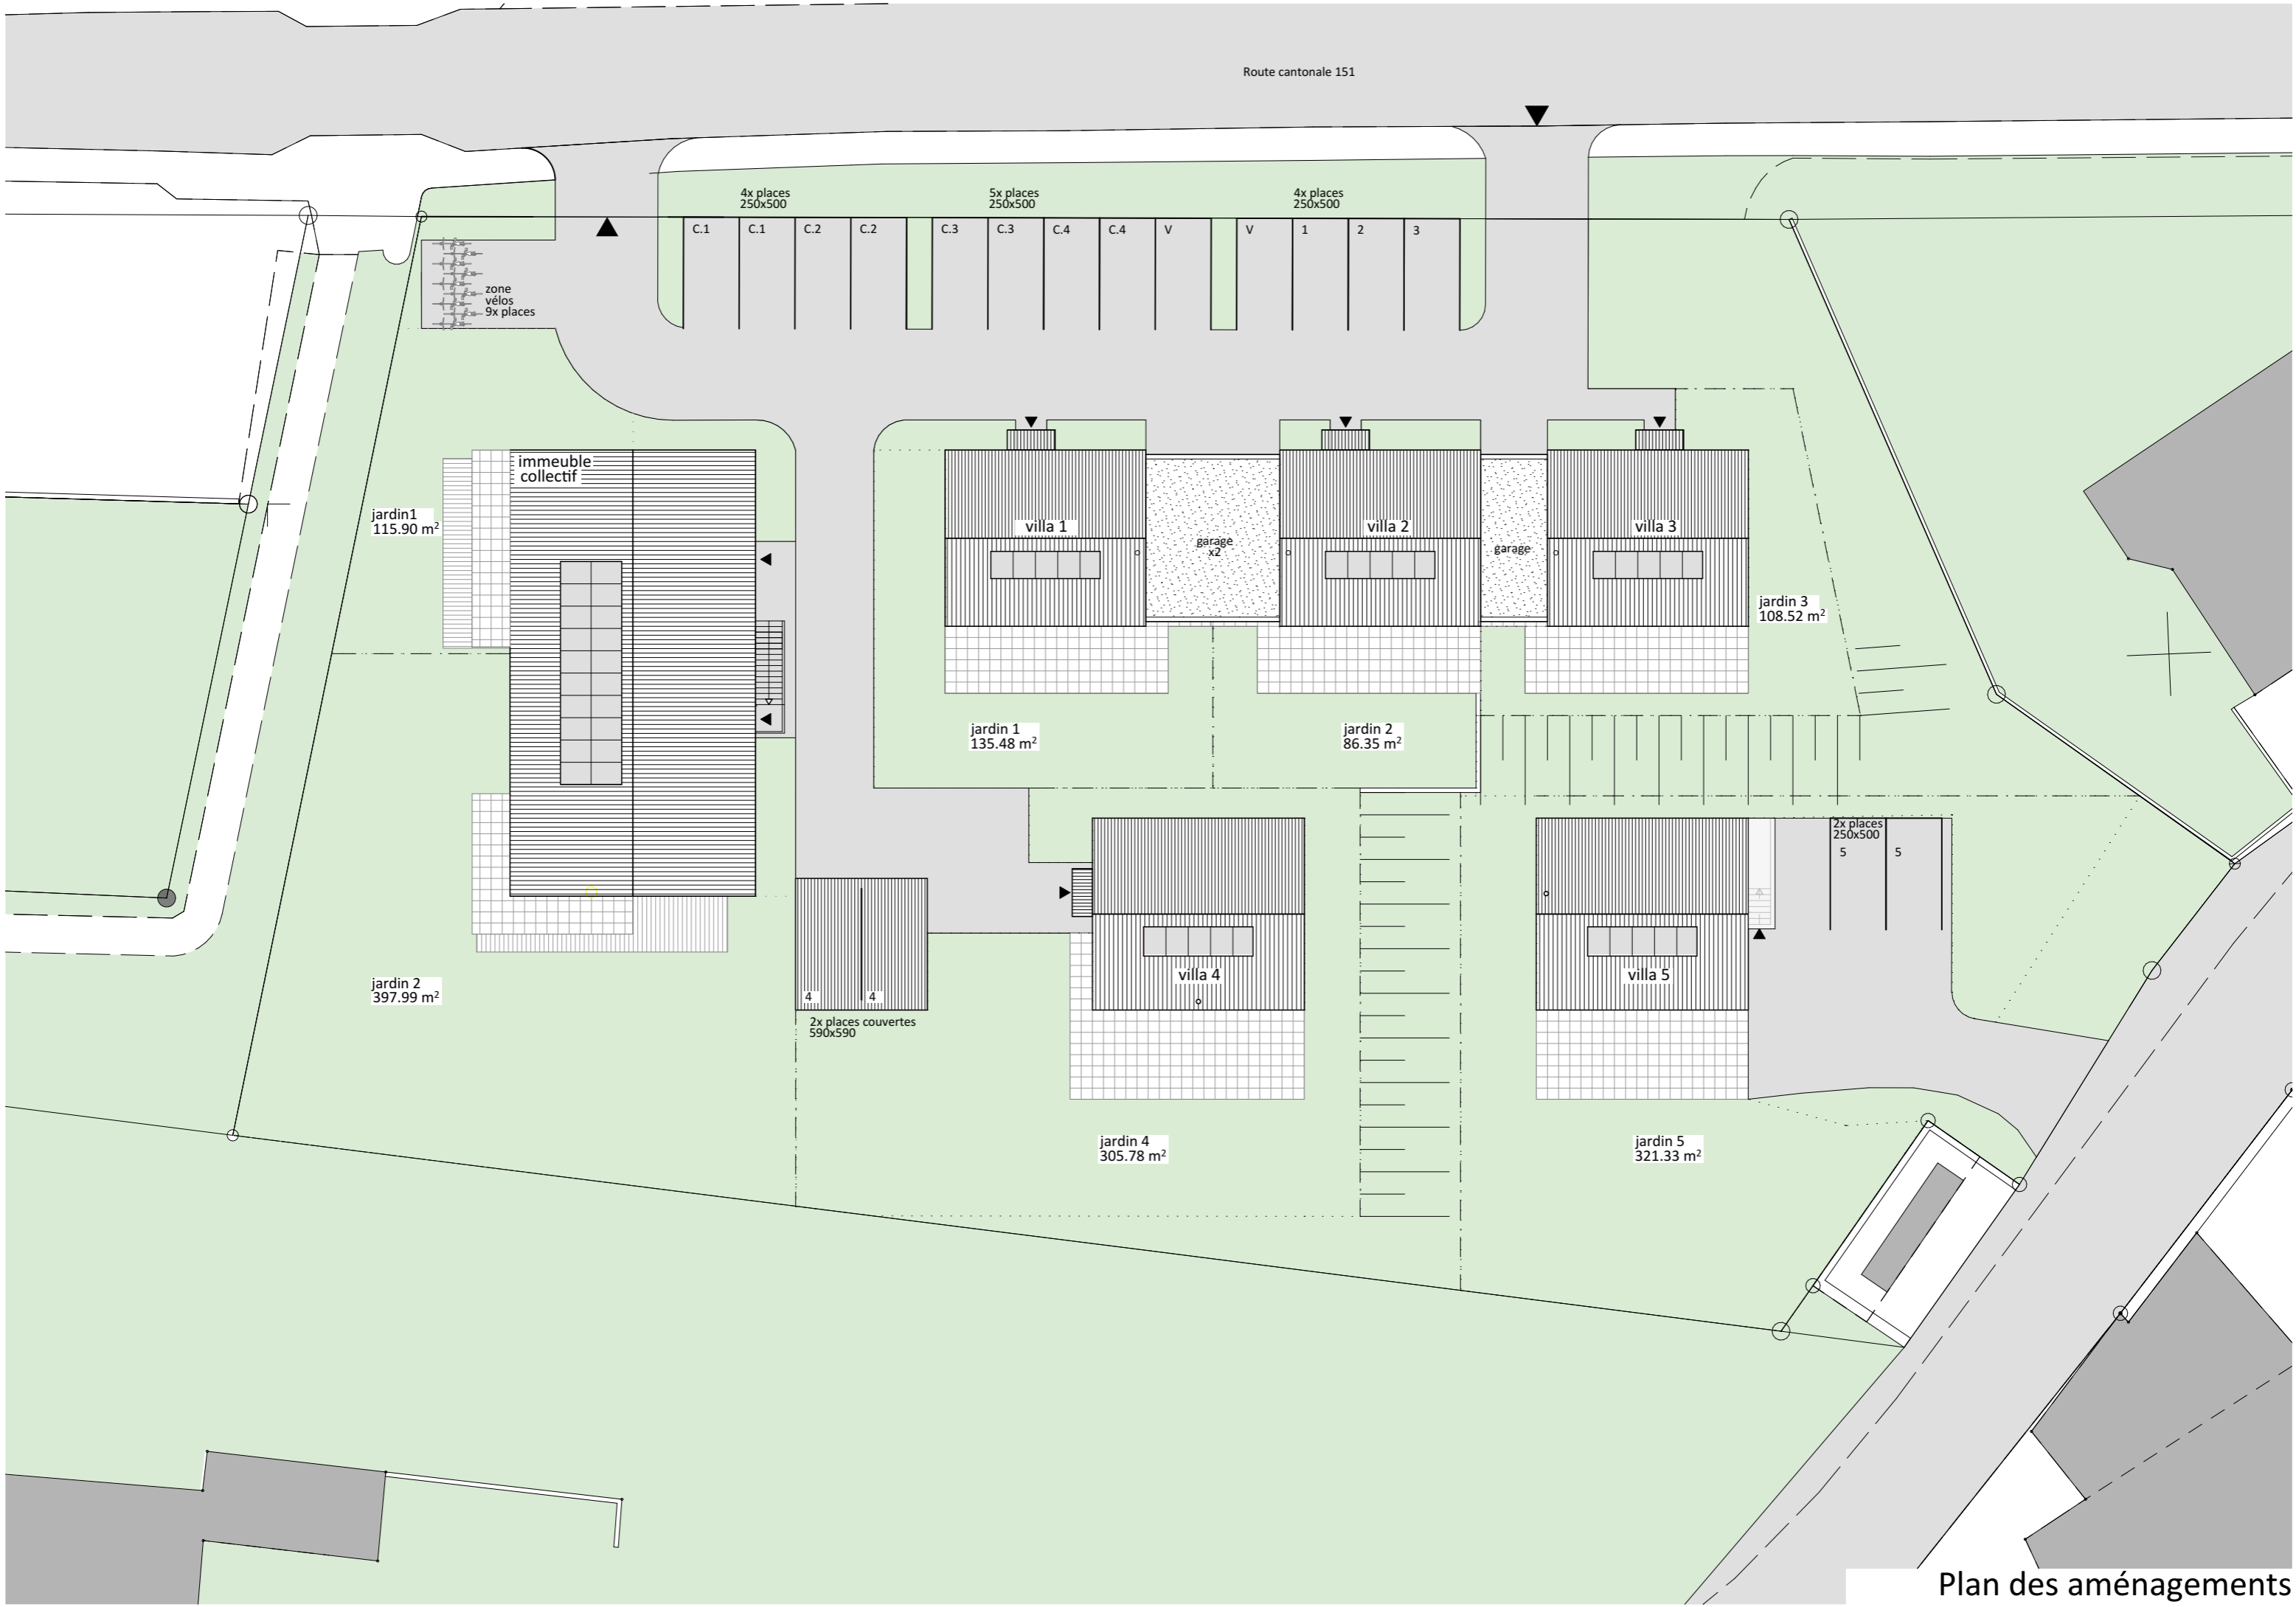 Route cantonale 151
4x places
250x500
5x places
250x500
4x places
250x500
C.1
C.1
C.2
C.2
C.3
C.3
C.4
C.4
V
V
1
2
3
zone
vélos
9x places
immeuble
collectif
jardin1
115.90 m²
villa 1
garage
x2
villa 2
garage
villa 3
jardin 3
108.52 m²
jardin 1
135.48 m²
jardin 2
86.35 m²
2x places
250x500
5
5
jardin 2
397.99 m²
4
4
2x places couvertes
590x590
villa 4
villa 5
jardin 4
305.78 m²
jardin 5
321.33 m²
Plan des aménagements